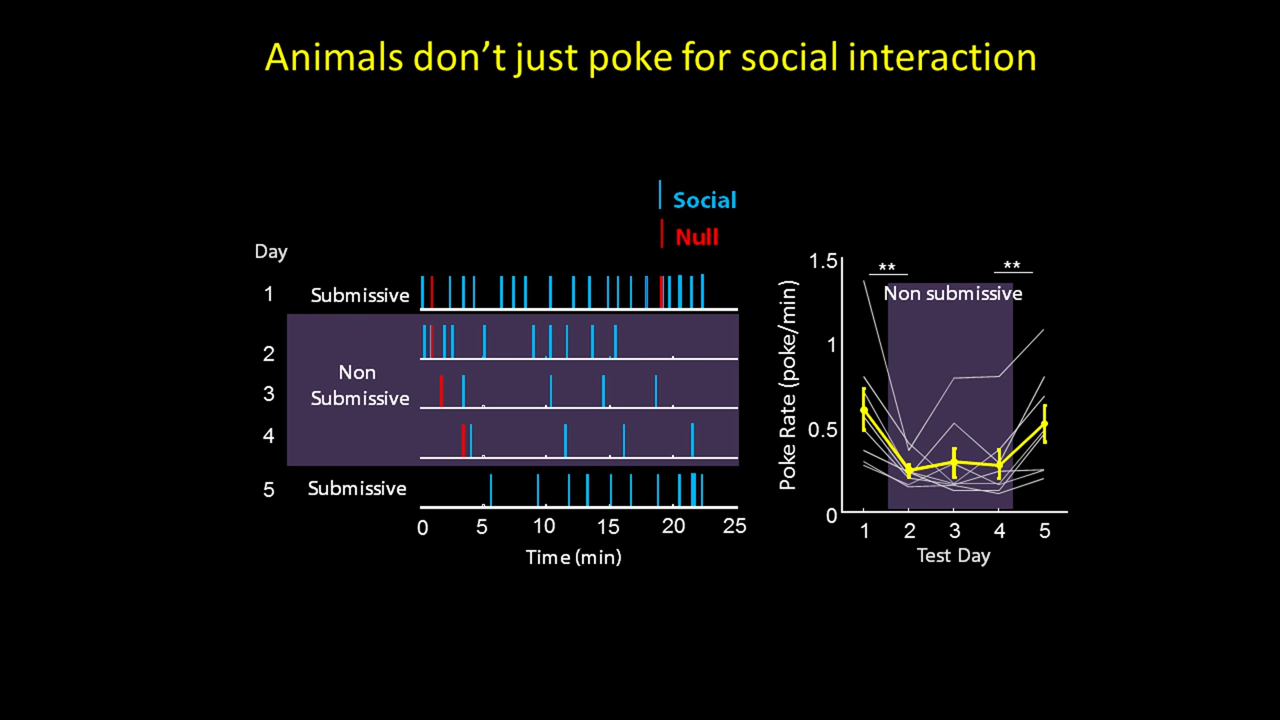 Animals don't just poke for social interaction
Social
Null
Day
1 Submissive
2
Non
Submissive
3
4
5 Submissive
0 5 10 15 20 25
Time (min)
1.5
1
0.5
0
Poke Rate (poke/min)
** **
Non submissive
1 2 3 4 5
Test Day